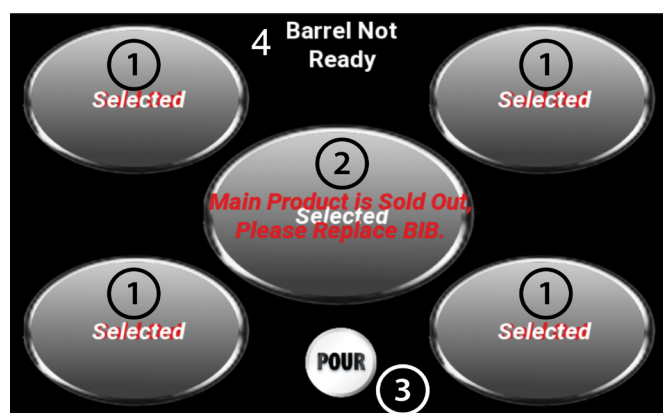 4 Barrel Not
Ready
1
Selected
1
Selected
2
Main Product is Sold Out,
Selected
Please Replace BIB.
1
Selected
1
Selected
POUR
3